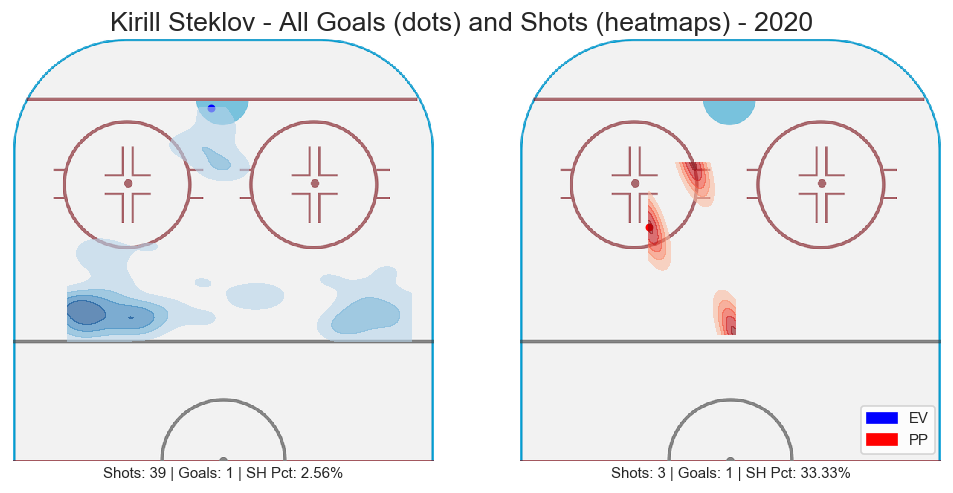 Kirill Steklov - All Goals (dots) and Shots (heatmaps) - 2020
EV
PP
Shots: 39 | Goals: 1 | SH Pct: 2.56%
Shots: 3 | Goals: 1 | SH Pct: 33.33%